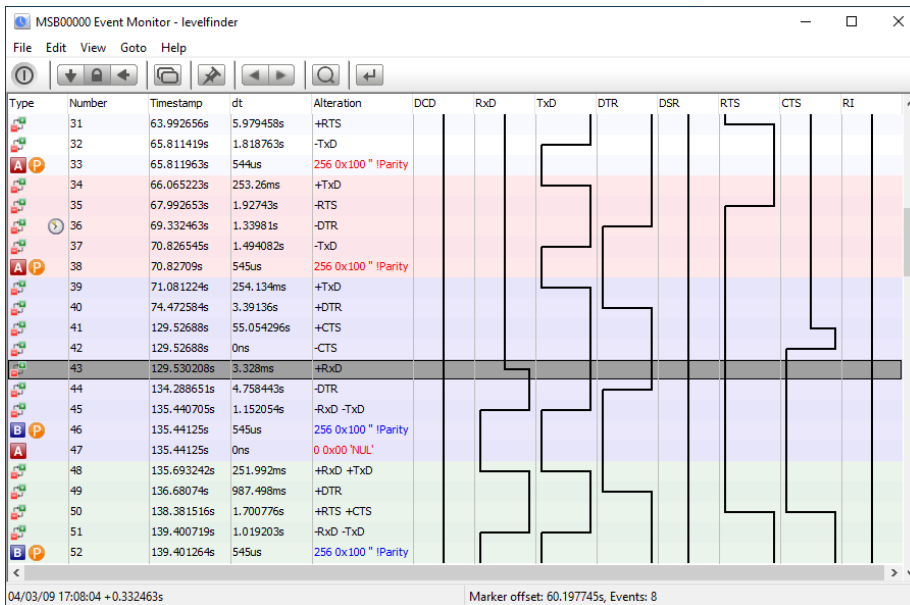 MSB00000 Event Monitor - levelfinder
File Edit View Goto Help
Type Number Timestamp dt Alteration DCD RxD TxD DTR DSR RTS CTS RI
31 63.992656s 5.979458s +RTS
32 65.811419s 1.818763s -TxD
A P 33 65.811963s 544us 256 0x100 '' !Parity
34 66.065223s 253.26ms +TxD
35 67.992653s 1.92743s -RTS
36 69.332463s 1.33981s -DTR
37 70.826545s 1.494082s -TxD
A P 38 70.82709s 545us 256 0x100 '' !Parity
39 71.081224s 254.134ms +TxD
40 74.472584s 3.39136s +DTR
41 129.52688s 55.054296s +CTS
42 129.52688s 0ns -CTS
43 129.530208s 3.328ms +RxD
44 134.288651s 4.758443s -DTR
45 135.440705s 1.152054s -RxD -TxD
B P 46 135.44125s 545us 256 0x100 '' !Parity
A 47 135.44125s 0ns 0 0x00 'NUL'
48 135.693242s 251.992ms +RxD +TxD
49 136.68074s 987.498ms +DTR
50 138.381516s 1.700776s +RTS +CTS
51 139.400719s 1.019203s -RxD -TxD
B P 52 139.401264s 545us 256 0x100 '' !Parity
04/03/09 17:08:04 +0.332463s Marker offset: 60.197745s, Events: 8